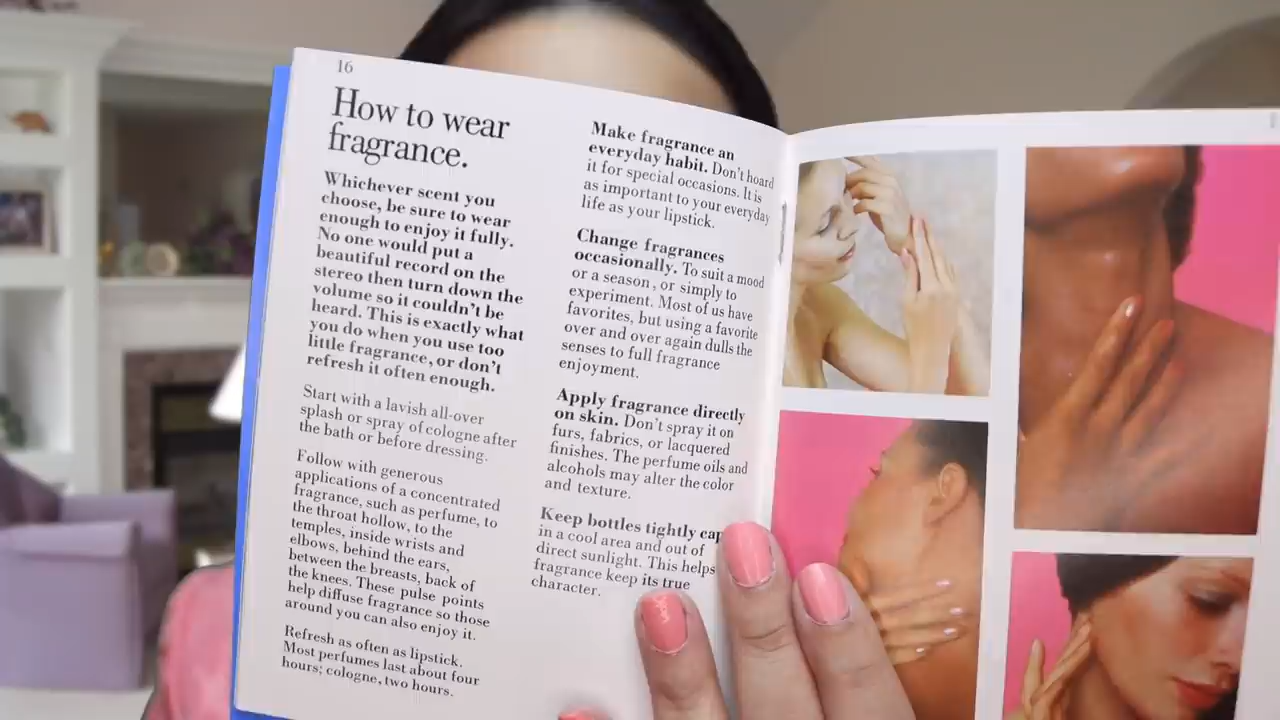 16
How to wear
fragrance.
Whichever scent you
choose, be sure to wear
enough to enjoy it fully.
No one would put a
beautiful record on the
stereo then turn down the
volume so it couldn't be
heard. This is exactly what
you do when you use too
little fragrance, or don't
refresh it often enough.
Start with a lavish all-over
splash or spray of cologne after
the bath or before dressing.
Follow with generous
applications of a concentrated
fragrance, such as perfume, to
the throat hollow, to the
temples, inside wrists and
elbows, behind the ears,
between the breasts, back of
the knees. These pulse points
help diffuse fragrance so those
around you can also enjoy it.
Refresh as often as lipstick.
Most perfumes last about four
hours; cologne, two hours.
Make fragrance an
everyday habit. Don't hoard
it for special occasions. It is
as important to your everyday
life as your lipstick.
Change fragrances
occasionally. To suit a mood
or a season, or simply to
experiment. Most of us have
favorites, but using a favorite
over and over again dulls the
senses to full fragrance
enjoyment.
Apply fragrance directly
on skin. Don't spray it on
furs, fabrics, or lacquered
finishes. The perfume oils and
alcohols may alter the color
and texture.
Keep bottles tightly
in a cool area and out of
direct sunlight. This helps
fragrance keep its true
character.